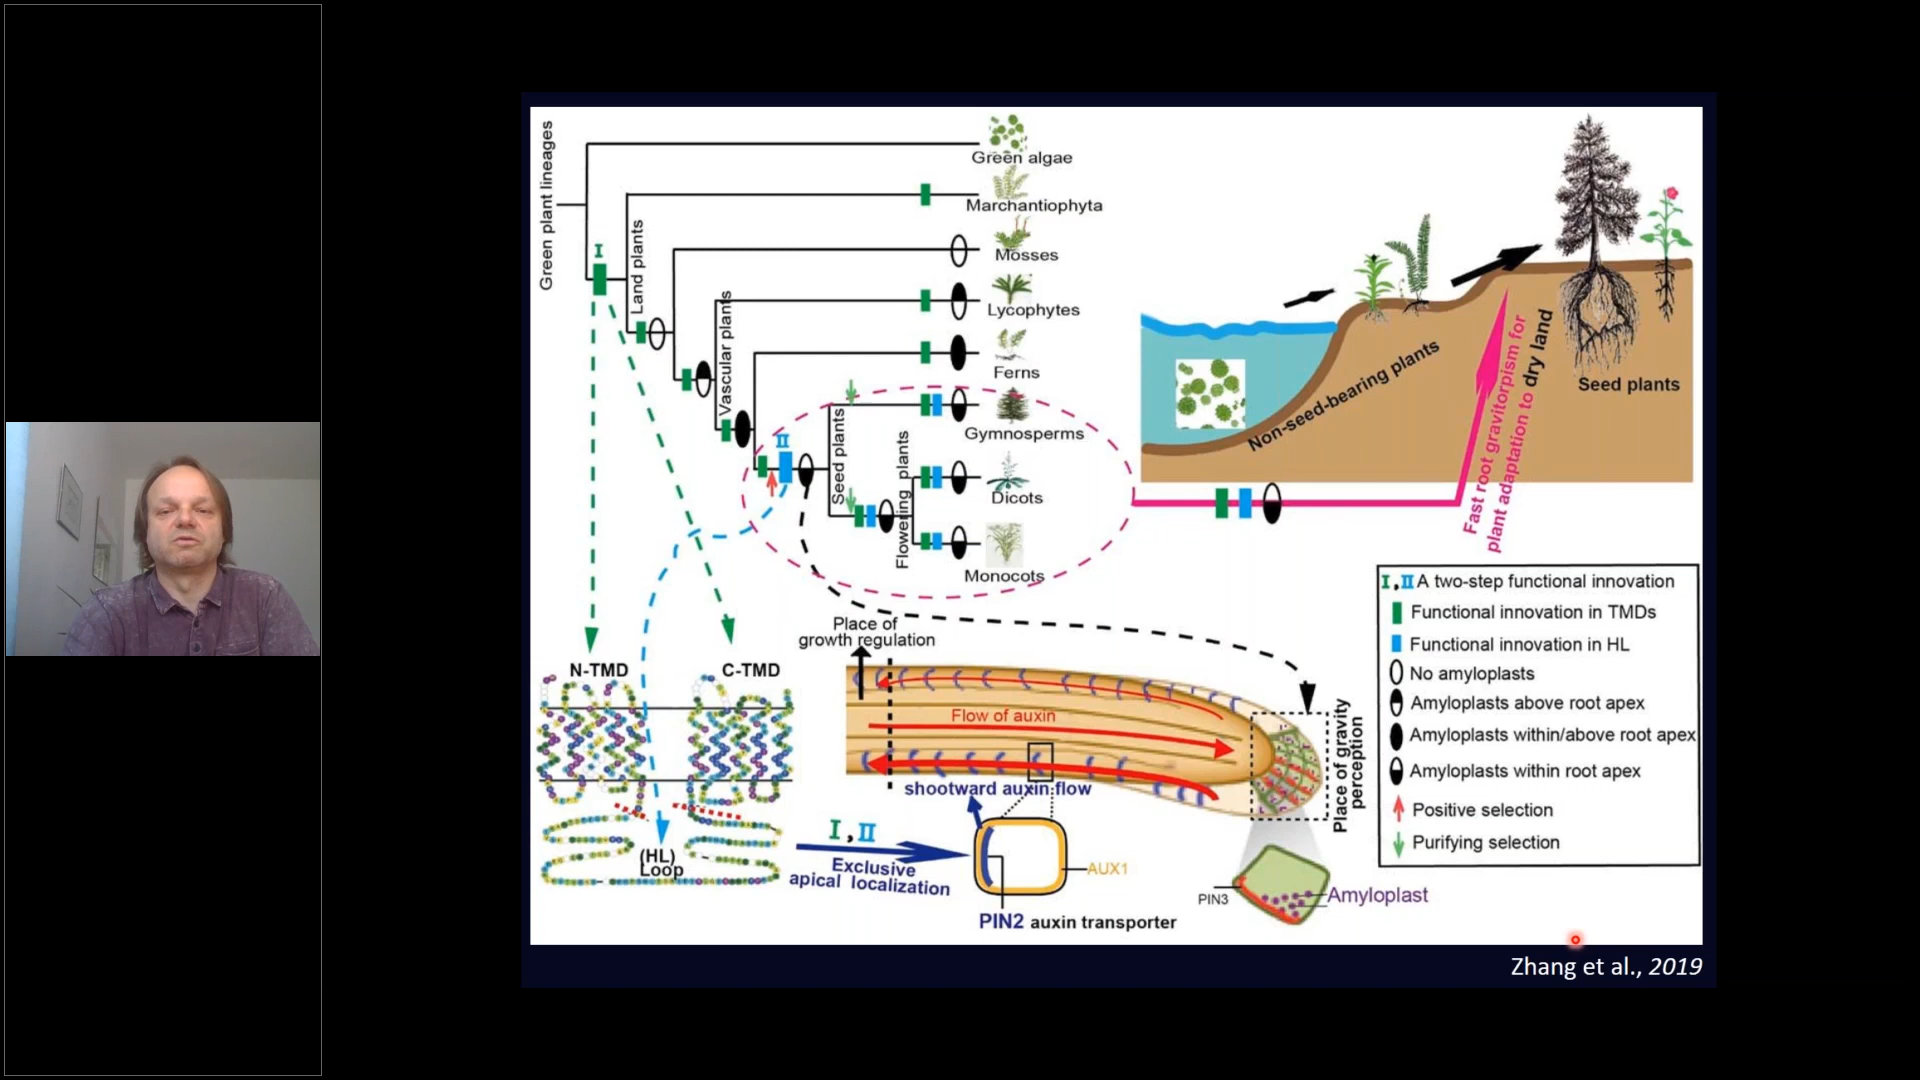 Green plant lineages
Green algae
Marchantiophyta
I
Land plants
Mosses
Lycophytes
Vascular plants
Ferns
II
Seed plants
Gymnosperms
Flowering plants
Dicots
Monocots
Non-seed-bearing plants
Seed plants
Fast root gravitorpism for
plant adaptation to dry land
I,II A two-step functional innovation
Functional innovation in TMDs
Functional innovation in HL
No amyloplasts
Amyloplasts above root apex
Amyloplasts within/above root apex
Amyloplasts within root apex
Positive selection
Purifying selection
Place of
growth regulation
N-TMD
C-TMD
Flow of auxin
Place of gravity
perception
shootward auxin flow
(HL)
Loop
I,II
Exclusive
apical localization
AUX1
PIN2 auxin transporter
PIN3
Amyloplast
Zhang et al., 2019